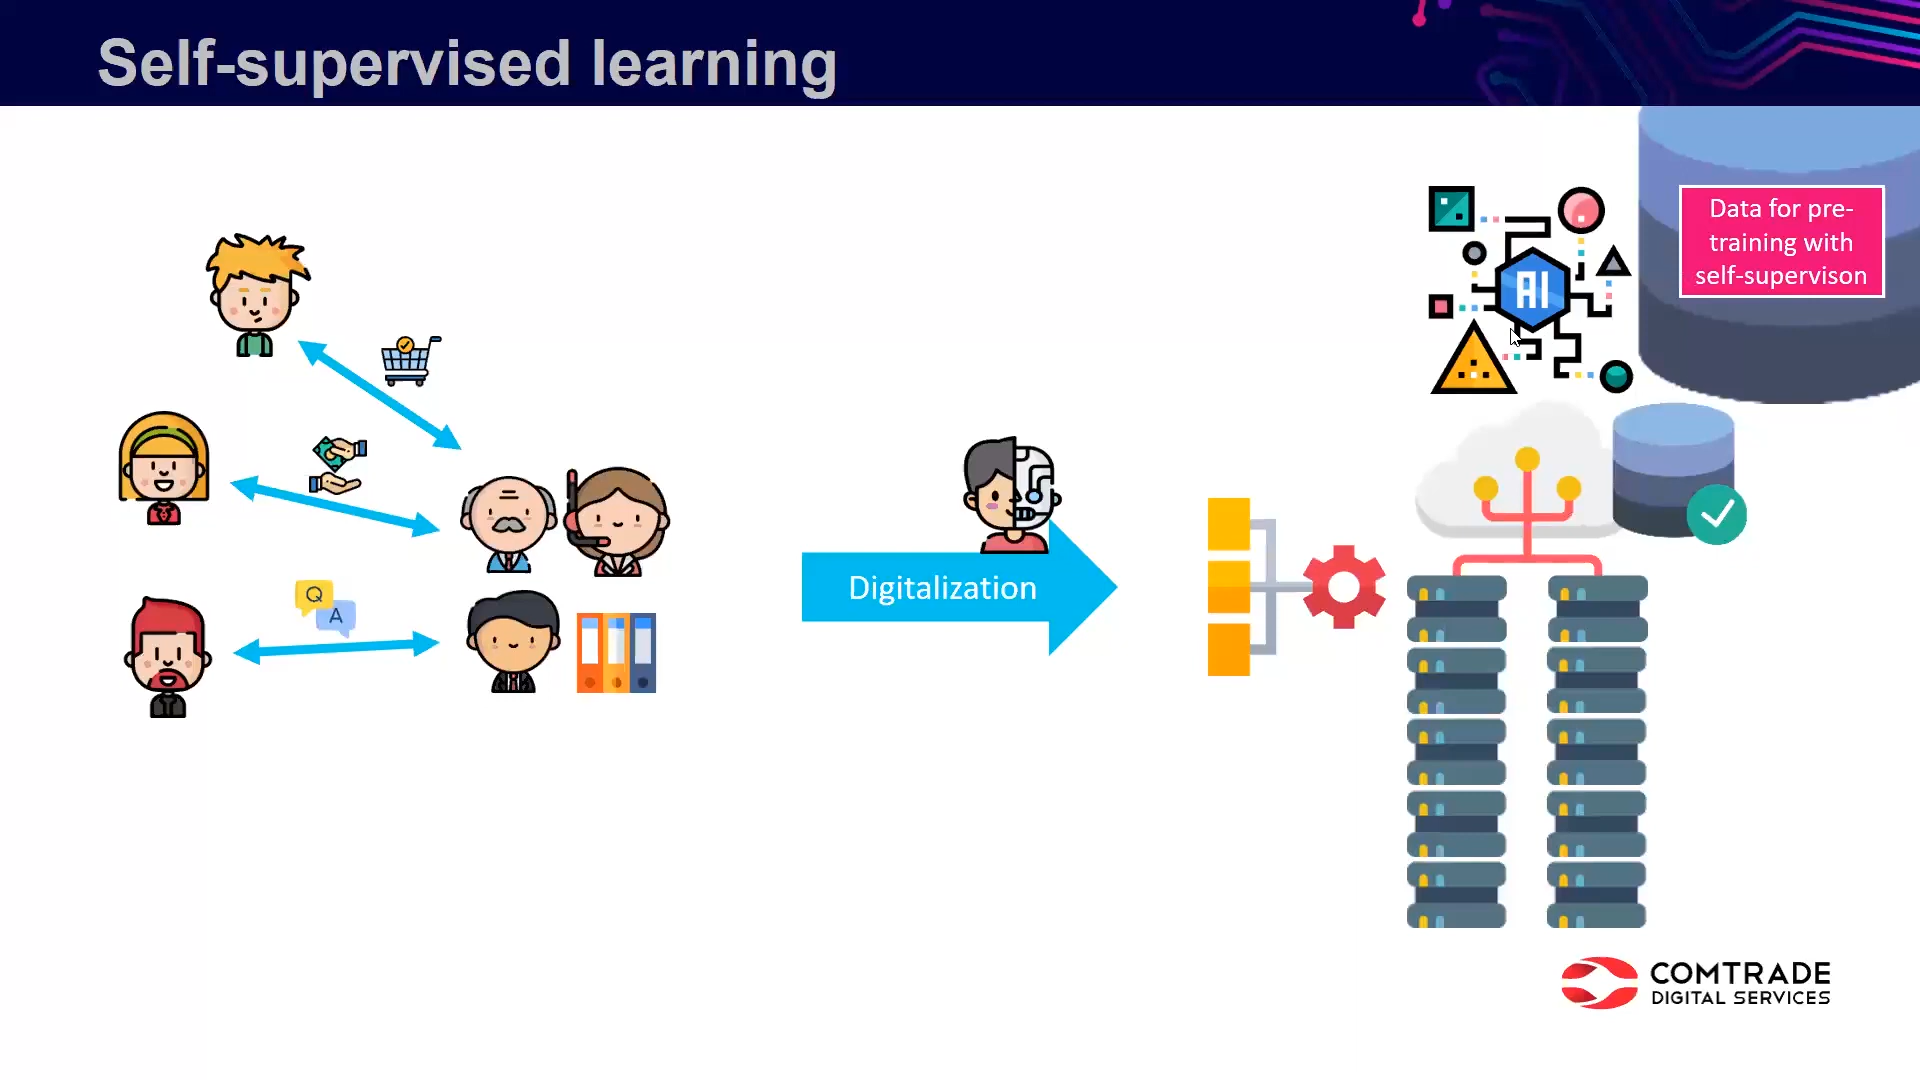 Self-supervised learning
Data for pre-
training with
self-supervison
AI
Q
A
Digitalization
COMTRADE
DIGITAL SERVICES